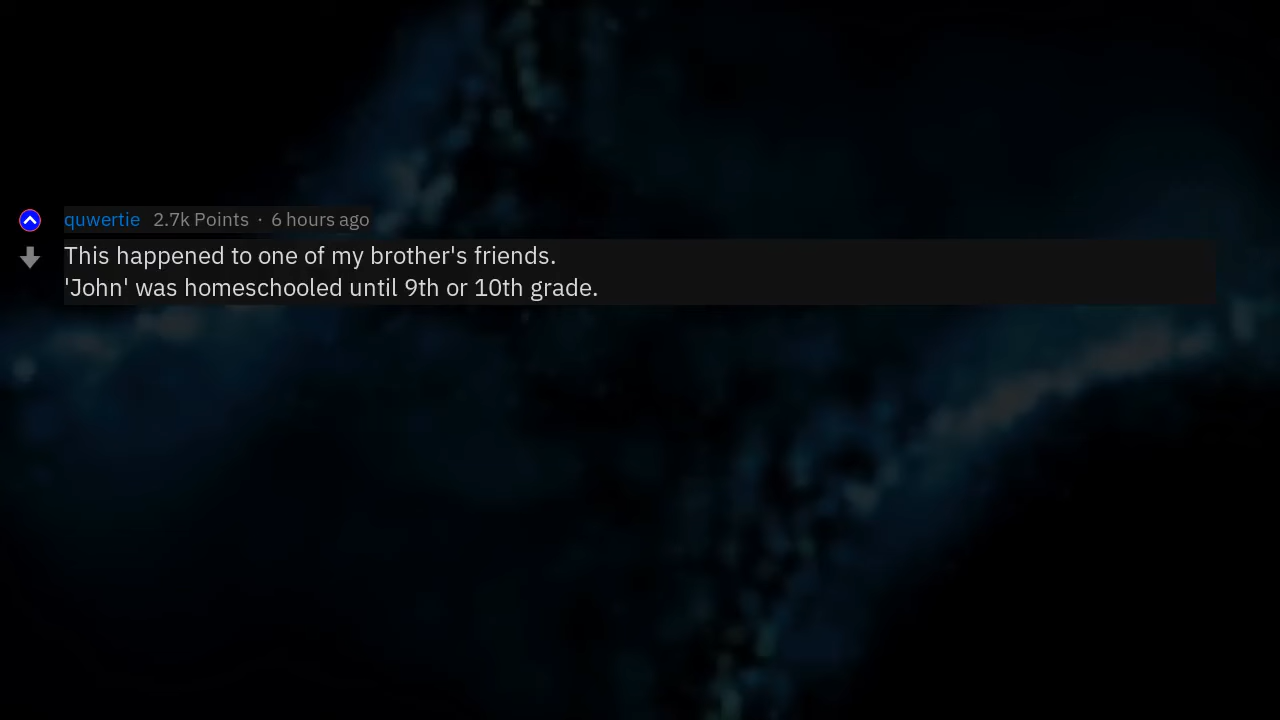 quwertie 2.7k Points · 6 hours ago
This happened to one of my brother's friends.
'John' was homeschooled until 9th or 10th grade.